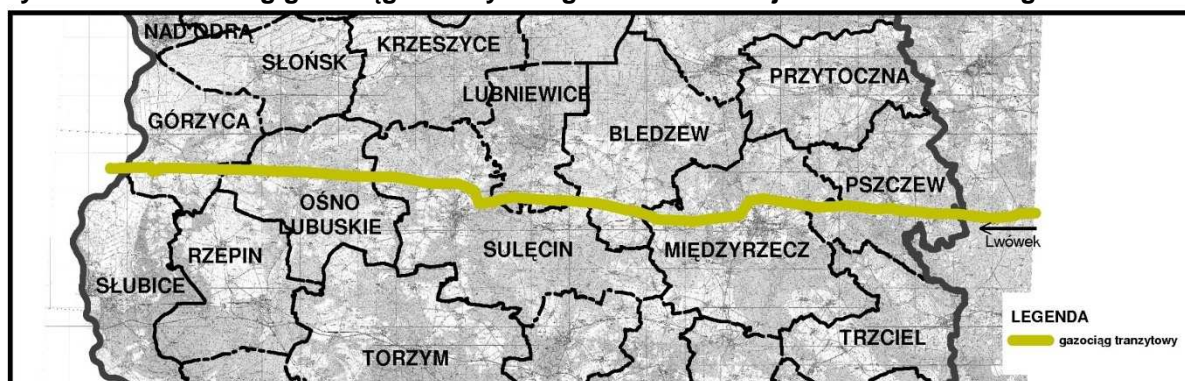 NAD ODRĄ
KRZESZYCE
SŁOŃSK
PRZYTOCZNA
LUBNIEWICE
GÓRZYCA
BLEDZEW
PSZCZEW
OŚNO
LUBUSKIE
Lwówek
RZEPIN
SULĘCIN
MIĘDZYRZECZ
SŁUBICE
LEGENDA
TRZCIEL
gazociąg tranzytowy
TORZYM